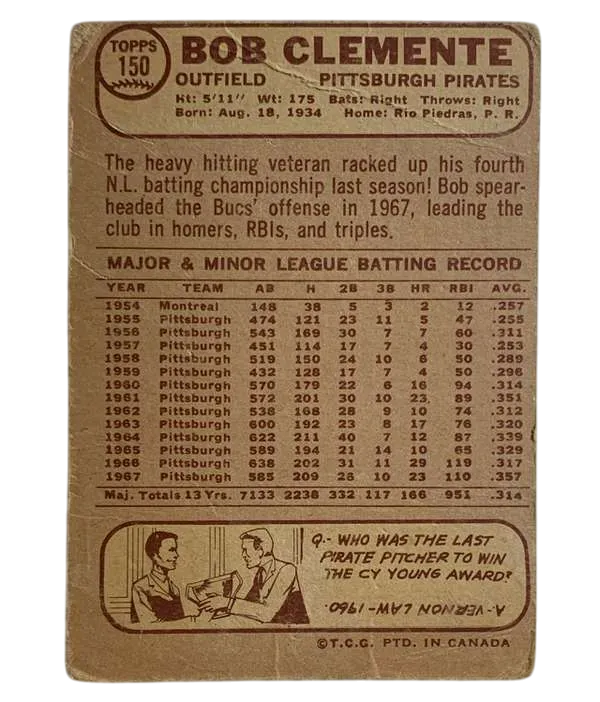 TOPPS
150
BOB CLEMENTE
OUTFIELD PITTSBURGH PIRATES
Ht: 5'11" Wt: 175 Bats: Right Throws: Right
Born: Aug. 18, 1934 Home: Rio Piedras, P. R.
The heavy hitting veteran racked up his fourth
N.L. batting championship last season! Bob spear-
headed the Bucs' offense in 1967, leading the
club in homers, RBIs, and triples.
MAJOR & MINOR LEAGUE BATTING RECORD
YEAR TEAM AB H 2B 3B HR RBI AVG.
1954 Montreal 148 38 5 3 2 12 .257
1955 Pittsburgh 474 121 23 11 5 47 .255
1956 Pittsburgh 543 169 30 7 7 60 .311
1957 Pittsburgh 451 114 17 7 4 30 .253
1958 Pittsburgh 519 150 24 10 6 50 .289
1959 Pittsburgh 432 128 17 7 4 50 .296
1960 Pittsburgh 570 179 22 6 16 94 .314
1961 Pittsburgh 572 201 30 10 23 89 .351
1962 Pittsburgh 538 168 28 9 10 74 .312
1963 Pittsburgh 600 192 23 8 17 76 .320
1964 Pittsburgh 622 211 40 7 12 87 .339
1965 Pittsburgh 589 194 21 14 10 65 .329
1966 Pittsburgh 638 202 31 11 29 119 .317
1967 Pittsburgh 585 209 26 10 23 110 .357
Maj. Totals 13 Yrs. 7133 2238 332 117 166 951 .314
Q.- WHO WAS THE LAST
PIRATE PITCHER TO WIN
THE CY YOUNG AWARD?
A-VERNON LAW-1960.
©T.C.G. PTD. IN CANADA